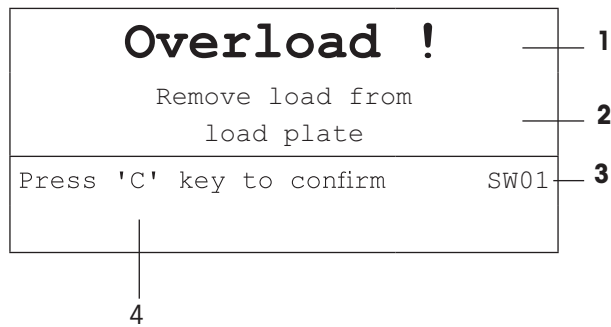 Overload !
1
Remove load from
load plate
2
Press 'C' key to confirm SW01
3
4